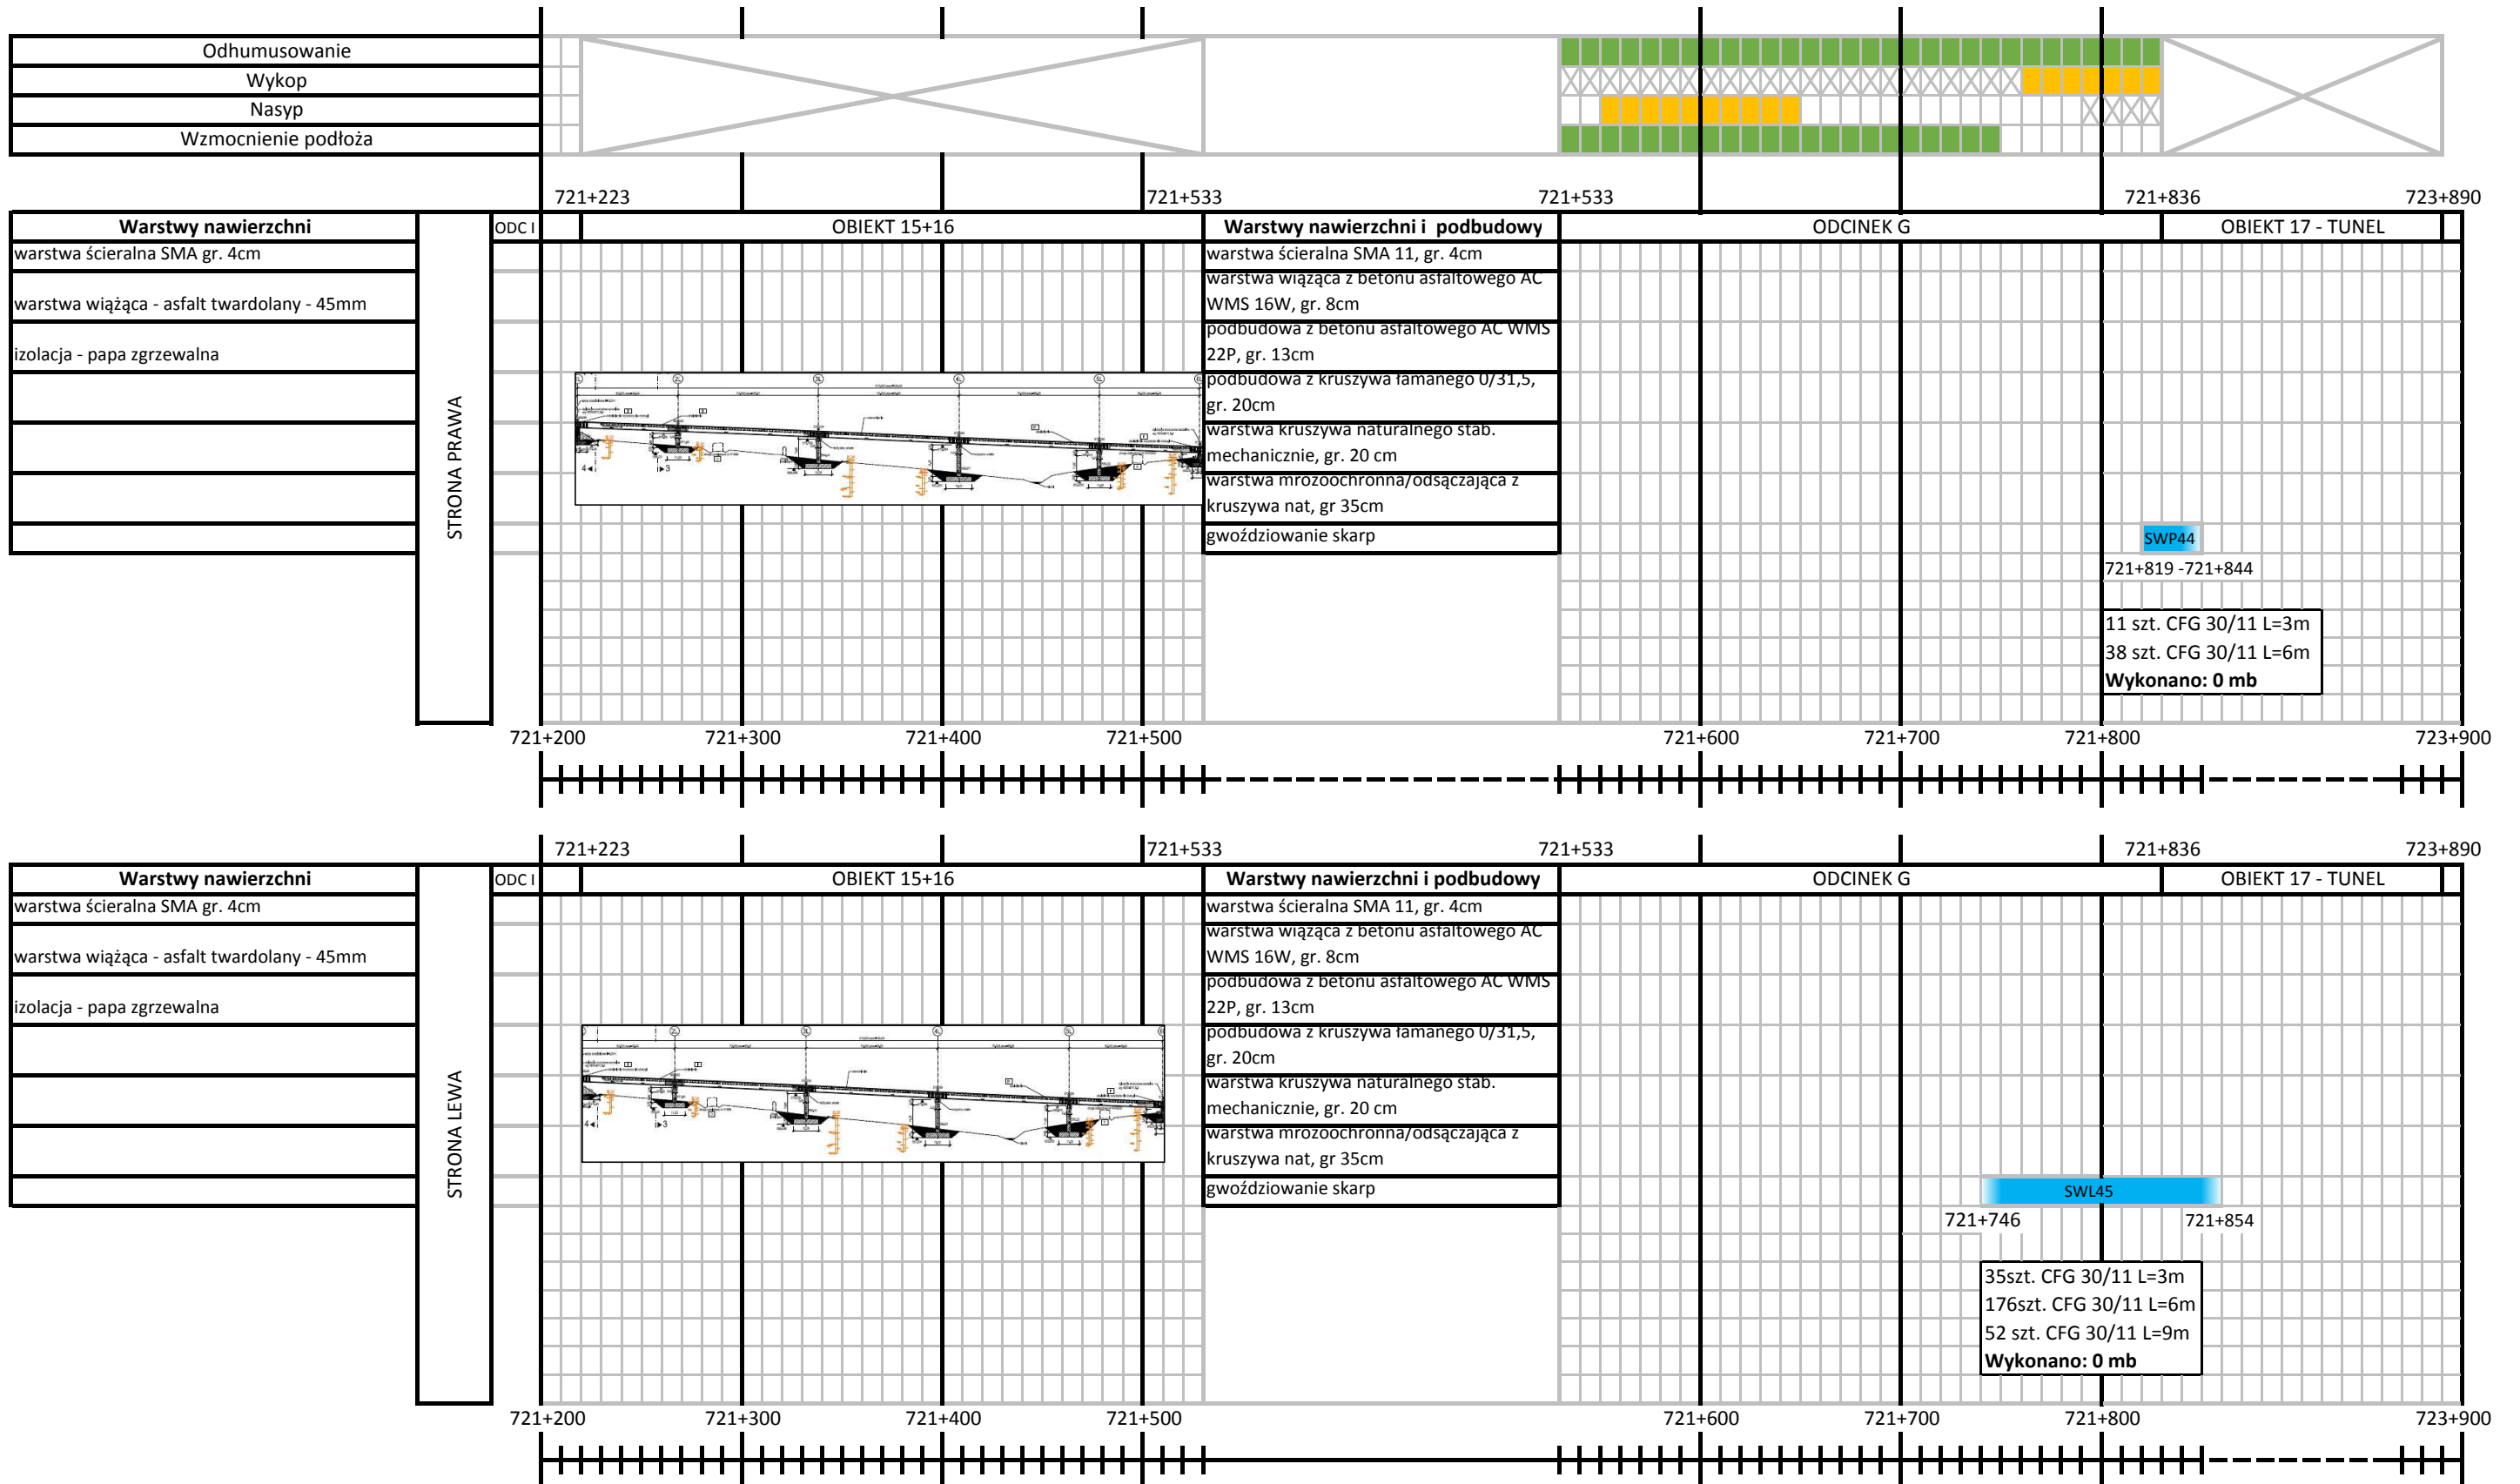 Odhumusowanie
Wykop
Nasyp
Wzmocnienie podłoża
721+223
721+533
721+533
721+836
723+890
Warstwy nawierzchni
STRONA PRAWA
ODC I
OBIEKT 15+16
Warstwy nawierzchni i podbudowy
ODCINEK G
OBIEKT 17 - TUNEL
warstwa ścieralna SMA gr. 4cm
warstwa wiążąca - asfalt twardolany - 45mm
izolacja - papa zgrzewalna
warstwa ścieralna SMA 11, gr. 4cm
warstwa wiążąca z betonu asfaltowego AC
WMS 16W, gr. 8cm
podbudowa z betonu asfaltowego AC WMS
22P, gr. 13cm
podbudowa z kruszywa łamanego 0/31,5,
gr. 20cm
warstwa kruszywa naturalnego stab.
mechanicznie, gr. 20 cm
warstwa mrozoochronna/odsączająca z
kruszywa nat, gr 35cm
gwoździowanie skarp
2L
3L
4L
5L
4
3
SWP44
721+819 -721+844
11 szt. CFG 30/11 L=3m
38 szt. CFG 30/11 L=6m
Wykonano: 0 mb
721+200
721+300
721+400
721+500
721+600
721+700
721+800
723+900
721+223
721+533
721+533
721+836
723+890
Warstwy nawierzchni
STRONA LEWA
ODC I
OBIEKT 15+16
Warstwy nawierzchni i podbudowy
ODCINEK G
OBIEKT 17 - TUNEL
warstwa ścieralna SMA gr. 4cm
warstwa wiążąca - asfalt twardolany - 45mm
izolacja - papa zgrzewalna
warstwa ścieralna SMA 11, gr. 4cm
warstwa wiążąca z betonu asfaltowego AC
WMS 16W, gr. 8cm
podbudowa z betonu asfaltowego AC WMS
22P, gr. 13cm
podbudowa z kruszywa łamanego 0/31,5,
gr. 20cm
warstwa kruszywa naturalnego stab.
mechanicznie, gr. 20 cm
warstwa mrozoochronna/odsączająca z
kruszywa nat, gr 35cm
gwoździowanie skarp
2L
3L
4L
5L
4
3
SWL45
721+746
721+854
35szt. CFG 30/11 L=3m
176szt. CFG 30/11 L=6m
52 szt. CFG 30/11 L=9m
Wykonano: 0 mb
721+200
721+300
721+400
721+500
721+600
721+700
721+800
723+900